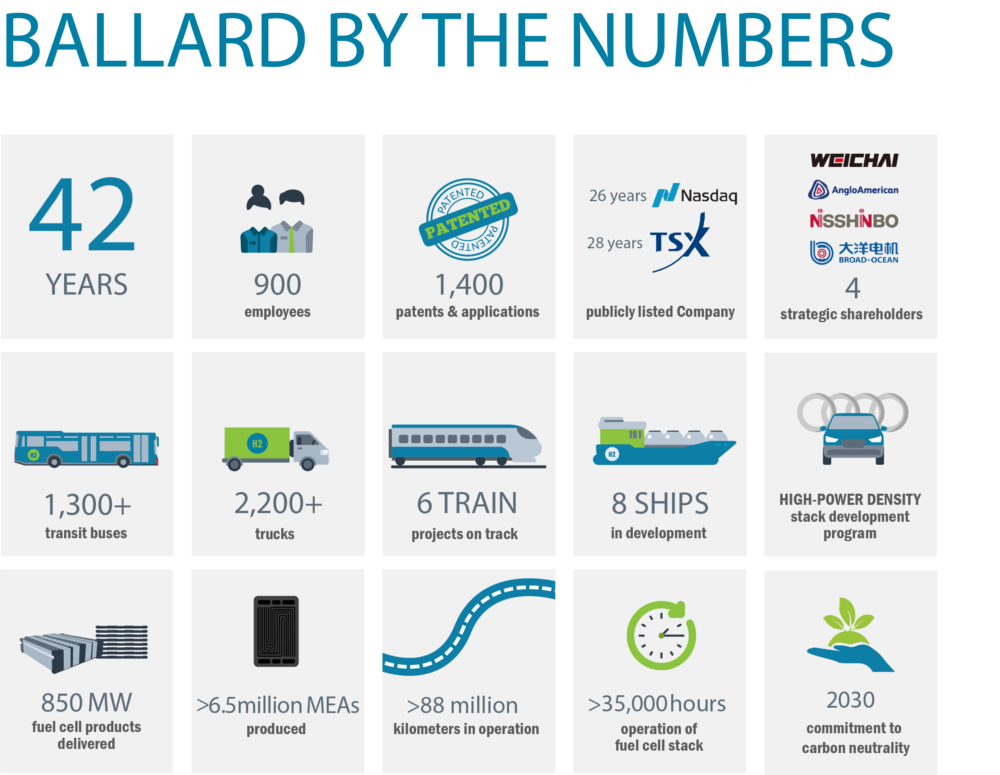 BALLARD BY THE NUMBERS
42
YEARS
900
employees
PATENTED
PATENTED
PATENTED
1,400
patents & applications
26 years Nasdaq
28 years TSX
publicly listed Company
WEICHAI
AngloAmerican
NISSHINBO
大洋电机
BROAD-OCEAN
4
strategic shareholders
H2
1,300+
transit buses
H2
2,200+
trucks
6 TRAIN
projects on track
H2
8 SHIPS
in development
HIGH-POWER DENSITY
stack development
program
850 MW
fuel cell products
delivered
>6.5million MEAs
produced
>88 million
kilometers in operation
>35,000 hours
operation of
fuel cell stack
2030
commitment to
carbon neutrality